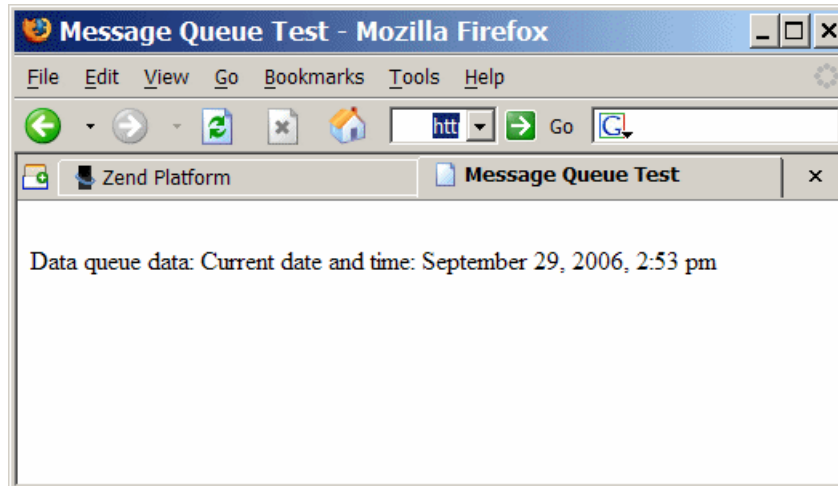 Message Queue Test - Mozilla Firefox
File Edit View Go Bookmarks Tools Help
htt Go G
Zend Platform Message Queue Test
Data queue data: Current date and time: September 29, 2006, 2:53 pm